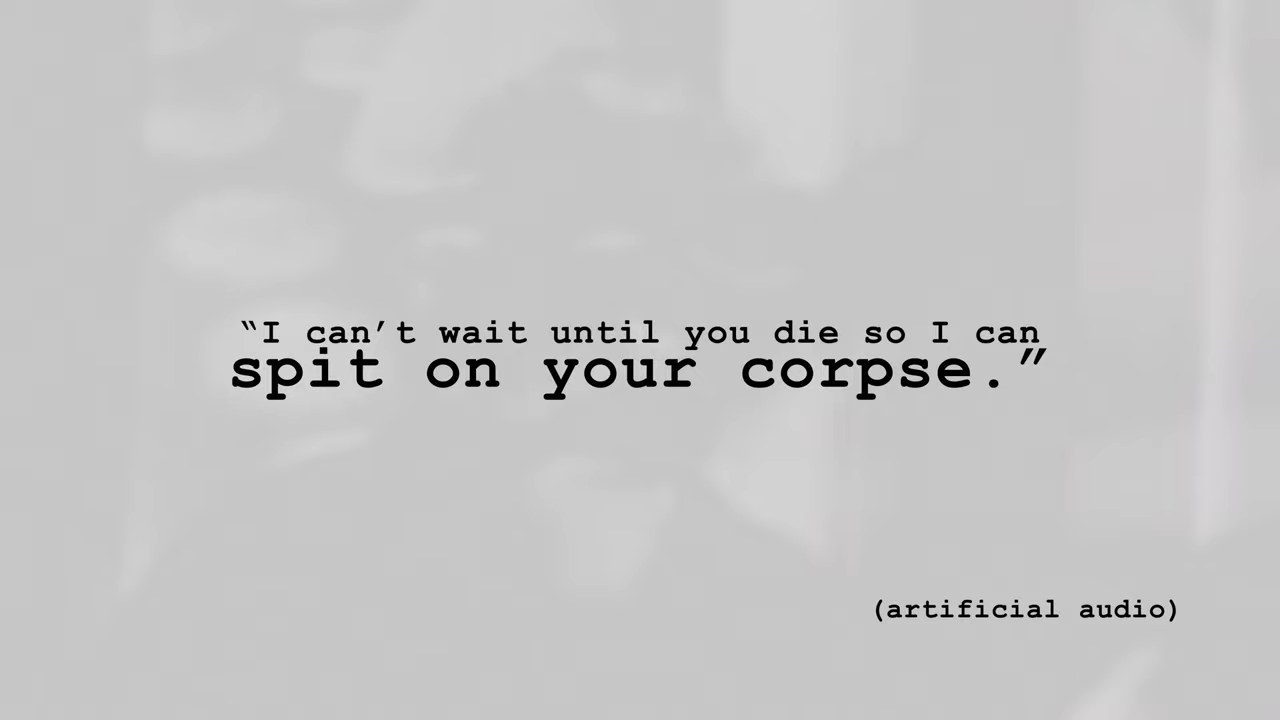 “I can’t wait until you die so I can
spit on your corpse.”
(artificial audio)